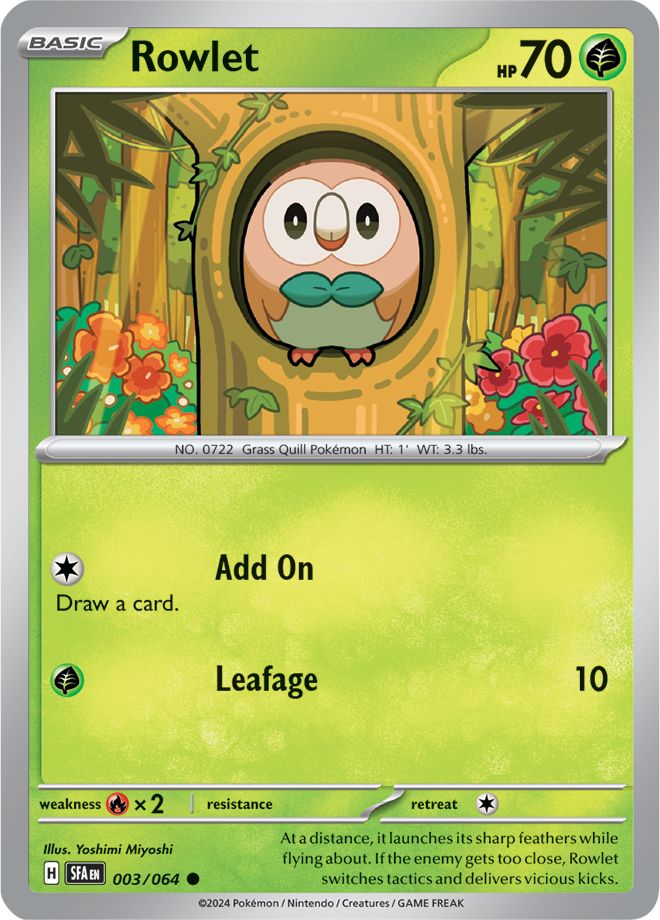 BASIC
Rowlet
HP 70
NO. 0722 Grass Quill Pokémon HT: 1' WT: 3.3 lbs.
Add On
Draw a card.
Leafage 10
weakness ×2 resistance retreat
Illus. Yoshimi Miyoshi
At a distance, it launches its sharp feathers while
flying about. If the enemy gets too close, Rowlet
switches tactics and delivers vicious kicks.
H SFA EN 003/064
©2024 Pokémon / Nintendo / Creatures / GAME FREAK